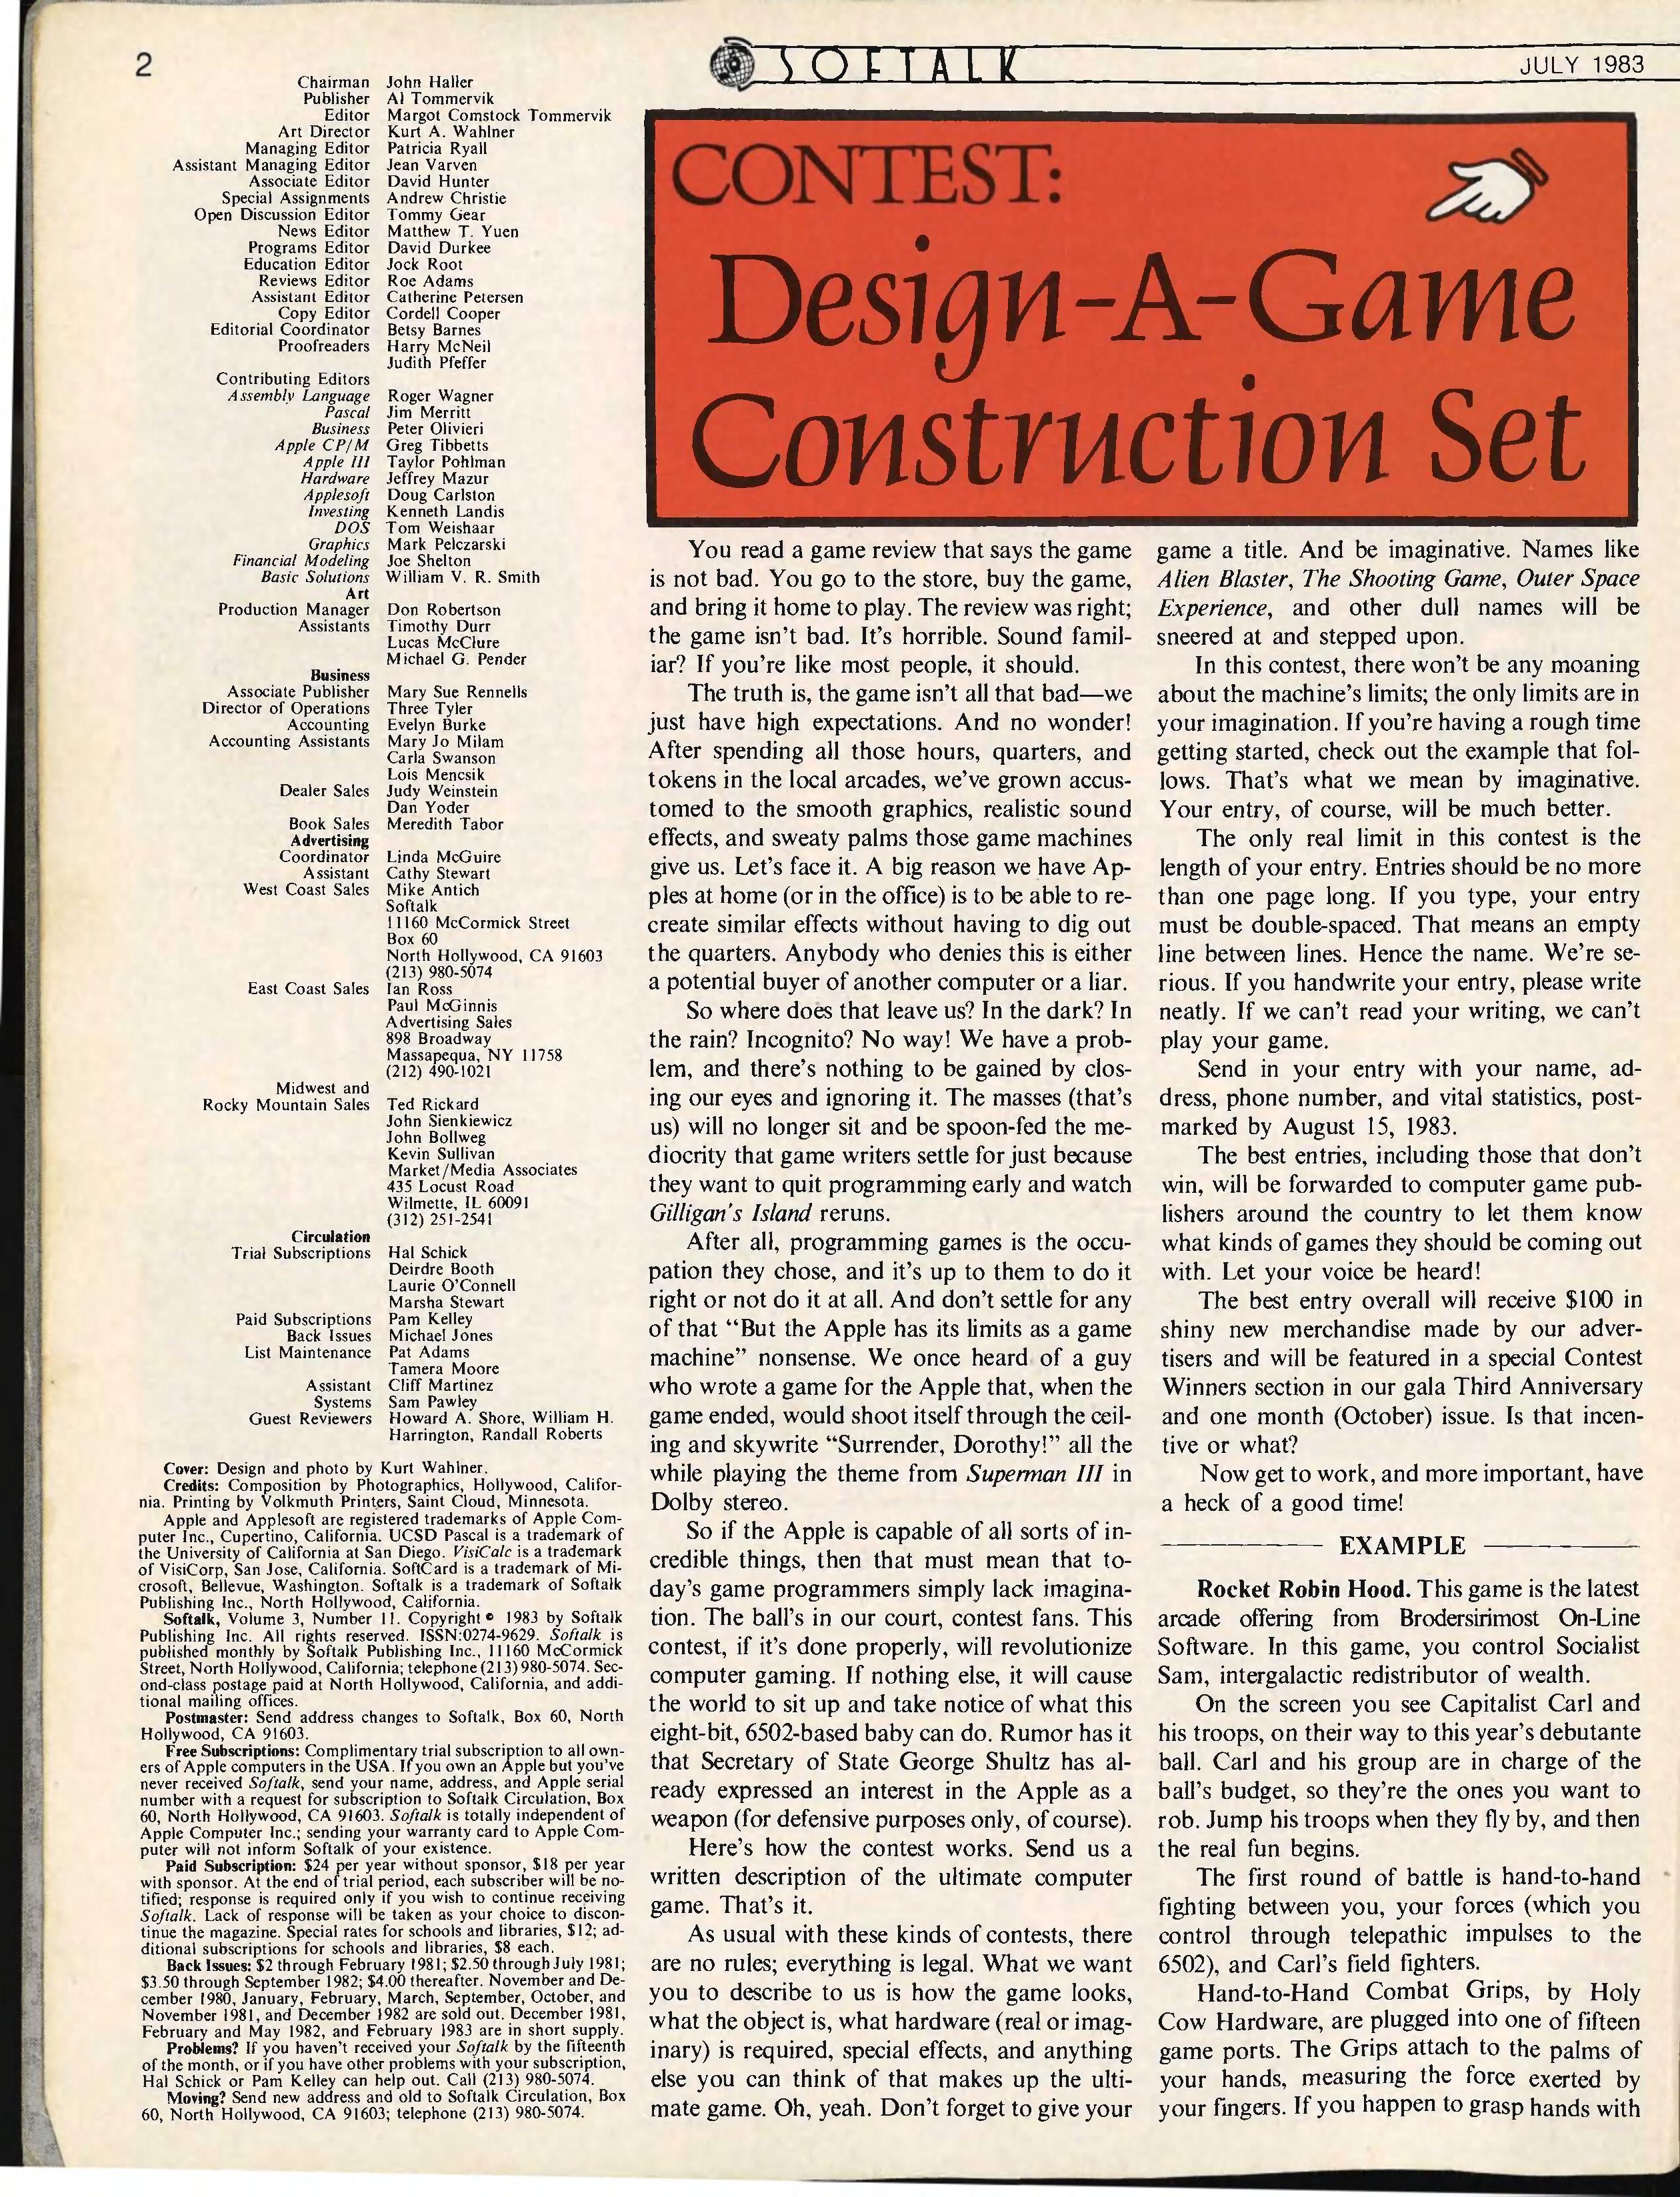 2
SOFTALK
JULY 1983
Chairman John Haller
Publisher Al Tommervik
Editor Margot Comstock Tommervik
Art Director Kurt A. Wahlner
Managing Editor Patricia Ryall
Assistant Managing Editor Jean Varven
Associate Editor David Hunter
Special Assignments Andrew Christie
Open Discussion Editor Tommy Gear
News Editor Matthew T. Yuen
Programs Editor David Durkee
Education Editor Jock Root
Reviews Editor Roe Adams
Assistant Editor Catherine Petersen
Copy Editor Cordell Cooper
Editorial Coordinator Betsy Barnes
Proofreaders Harry McNeil
Judith Pfeffer
Contributing Editors
Assembly Language Roger Wagner
Pascal Jim Merritt
Business Peter Olivieri
Apple CP/M Greg Tibbetts
Apple III Taylor Pohlman
Hardware Jeffrey Mazur
Applesoft Doug Carlston
Investing Kenneth Landis
DOS Tom Weishaar
Graphics Mark Pelczarski
Financial Modeling Joe Shelton
Basic Solutions William V. R. Smith
Art
Production Manager Don Robertson
Assistants Timothy Durr
Lucas McClure
Michael G. Pender
Business
Associate Publisher Mary Sue Rennells
Director of Operations Three Tyler
Accounting Evelyn Burke
Accounting Assistants Mary Jo Milam
Carla Swanson
Lois Mencsik
Dealer Sales Judy Weinstein
Dan Yoder
Book Sales Meredith Tabor
Advertising
Coordinator Linda McGuire
Assistant Cathy Stewart
West Coast Sales Mike Antich
Softalk
11160 McCormick Street
Box 60
North Hollywood, CA 91603
(213) 980-5074
East Coast Sales Ian Ross
Paul McGinnis
Advertising Sales
898 Broadway
Massapequa, NY 11758
(212) 490-1021
Midwest and
Rocky Mountain Sales Ted Rickard
John Sienkiewicz
John Bollweg
Kevin Sullivan
Market/Media Associates
435 Locust Road
Wilmette, IL 60091
(312) 251-2541
Circulation
Trial Subscriptions Hal Schick
Deirdre Booth
Laurie O'Connell
Marsha Stewart
Paid Subscriptions Pam Kelley
Back Issues Michael Jones
List Maintenance Pat Adams
Tamera Moore
Assistant Cliff Martinez
Systems Sam Pawley
Guest Reviewers Howard A. Shore, William H.
Harrington, Randall Roberts
Cover: Design and photo by Kurt Wahlner.
Credits: Composition by Photographics, Hollywood, Califor-
nia. Printing by Volkmuth Printers, Saint Cloud, Minnesota.
Apple and Applesoft are registered trademarks of Apple Com-
puter Inc., Cupertino, California. UCSD Pascal is a trademark of
the University of California at San Diego. VisiCalc is a trademark
of VisiCorp, San Jose, California. SoftCard is a trademark of Mi-
crosoft, Bellevue, Washington. Softalk is a trademark of Softalk
Publishing Inc., North Hollywood, California.
Softalk, Volume 3, Number 11. Copyright © 1983 by Softalk
Publishing Inc. All rights reserved. ISSN:0274-9629. Softalk is
published monthly by Softalk Publishing Inc., 11160 McCormick
Street, North Hollywood, California; telephone (213) 980-5074. Sec-
ond-class postage paid at North Hollywood, California, and addi-
tional mailing offices.
Postmaster: Send address changes to Softalk, Box 60, North
Hollywood, CA 91603.
Free Subscriptions: Complimentary trial subscription to all own-
ers of Apple computers in the USA. If you own an Apple but you've
never received Softalk, send your name, address, and Apple serial
number with a request for subscription to Softalk Circulation, Box
60, North Hollywood, CA 91603. Softalk is totally independent of
Apple Computer Inc.; sending your warranty card to Apple Com-
puter will not inform Softalk of your existence.
Paid Subscription: $24 per year without sponsor, $18 per year
with sponsor. At the end of trial period, each subscriber will be no-
tified; response is required only if you wish to continue receiving
Softalk. Lack of response will be taken as your choice to discon-
tinue the magazine. Special rates for schools and libraries, $12; ad-
ditional subscriptions for schools and libraries, $8 each.
Back Issues: $2 through February 1981; $2.50 through July 1981;
$3.50 through September 1982; $4.00 thereafter. November and De-
cember 1980, January, February, March, September, October, and
November 1981, and December 1982 are sold out. December 1981,
February and May 1982, and February 1983 are in short supply.
Problems? If you haven't received your Softalk by the fifteenth
of the month, or if you have other problems with your subscription,
Hal Schick or Pam Kelley can help out. Call (213) 980-5074.
Moving? Send new address and old to Softalk Circulation, Box
60, North Hollywood, CA 91603; telephone (213) 980-5074.
CONTEST:
Design-A-Game
Construction Set
You read a game review that says the game
is not bad. You go to the store, buy the game,
and bring it home to play. The review was right;
the game isn't bad. It's horrible. Sound famil-
iar? If you're like most people, it should.
The truth is, the game isn't all that bad—we
just have high expectations. And no wonder!
After spending all those hours, quarters, and
tokens in the local arcades, we've grown accus-
tomed to the smooth graphics, realistic sound
effects, and sweaty palms those game machines
give us. Let's face it. A big reason we have Ap-
ples at home (or in the office) is to be able to re-
create similar effects without having to dig out
the quarters. Anybody who denies this is either
a potential buyer of another computer or a liar.
So where does that leave us? In the dark? In
the rain? Incognito? No way! We have a prob-
lem, and there's nothing to be gained by clos-
ing our eyes and ignoring it. The masses (that's
us) will no longer sit and be spoon-fed the me-
diocrity that game writers settle for just because
they want to quit programming early and watch
Gilligan's Island reruns.
After all, programming games is the occu-
pation they chose, and it's up to them to do it
right or not do it at all. And don't settle for any
of that "But the Apple has its limits as a game
machine" nonsense. We once heard of a guy
who wrote a game for the Apple that, when the
game ended, would shoot itself through the ceil-
ing and skywrite "Surrender, Dorothy!" all the
while playing the theme from Superman III in
Dolby stereo.
So if the Apple is capable of all sorts of in-
credible things, then that must mean that to-
day's game programmers simply lack imagina-
tion. The ball's in our court, contest fans. This
contest, if it's done properly, will revolutionize
computer gaming. If nothing else, it will cause
the world to sit up and take notice of what this
eight-bit, 6502-based baby can do. Rumor has it
that Secretary of State George Shultz has al-
ready expressed an interest in the Apple as a
weapon (for defensive purposes only, of course).
Here's how the contest works. Send us a
written description of the ultimate computer
game. That's it.
As usual with these kinds of contests, there
are no rules; everything is legal. What we want
you to describe to us is how the game looks,
what the object is, what hardware (real or imag-
inary) is required, special effects, and anything
else you can think of that makes up the ulti-
mate game. Oh, yeah. Don't forget to give your
game a title. And be imaginative. Names like
Alien Blaster, The Shooting Game, Outer Space
Experience, and other dull names will be
sneered at and stepped upon.
In this contest, there won't be any moaning
about the machine's limits; the only limits are in
your imagination. If you're having a rough time
getting started, check out the example that fol-
lows. That's what we mean by imaginative.
Your entry, of course, will be much better.
The only real limit in this contest is the
length of your entry. Entries should be no more
than one page long. If you type, your entry
must be double-spaced. That means an empty
line between lines. Hence the name. We're se-
rious. If you handwrite your entry, please write
neatly. If we can't read your writing, we can't
play your game.
Send in your entry with your name, ad-
dress, phone number, and vital statistics, post-
marked by August 15, 1983.
The best entries, including those that don't
win, will be forwarded to computer game pub-
lishers around the country to let them know
what kinds of games they should be coming out
with. Let your voice be heard!
The best entry overall will receive $100 in
shiny new merchandise made by our adver-
tisers and will be featured in a special Contest
Winners section in our gala Third Anniversary
and one month (October) issue. Is that incen-
tive or what?
Now get to work, and more important, have
a heck of a good time!
EXAMPLE
Rocket Robin Hood. This game is the latest
arcade offering from Brodersirimost On-Line
Software. In this game, you control Socialist
Sam, intergalactic redistributor of wealth.
On the screen you see Capitalist Carl and
his troops, on their way to this year's debutante
ball. Carl and his group are in charge of the
ball's budget, so they're the ones you want to
rob. Jump his troops when they fly by, and then
the real fun begins.
The first round of battle is hand-to-hand
fighting between you, your forces (which you
control through telepathic impulses to the
6502), and Carl's field fighters.
Hand-to-Hand Combat Grips, by Holy
Cow Hardware, are plugged into one of fifteen
game ports. The Grips attach to the palms of
your hands, measuring the force exerted by
your fingers. If you happen to grasp hands with